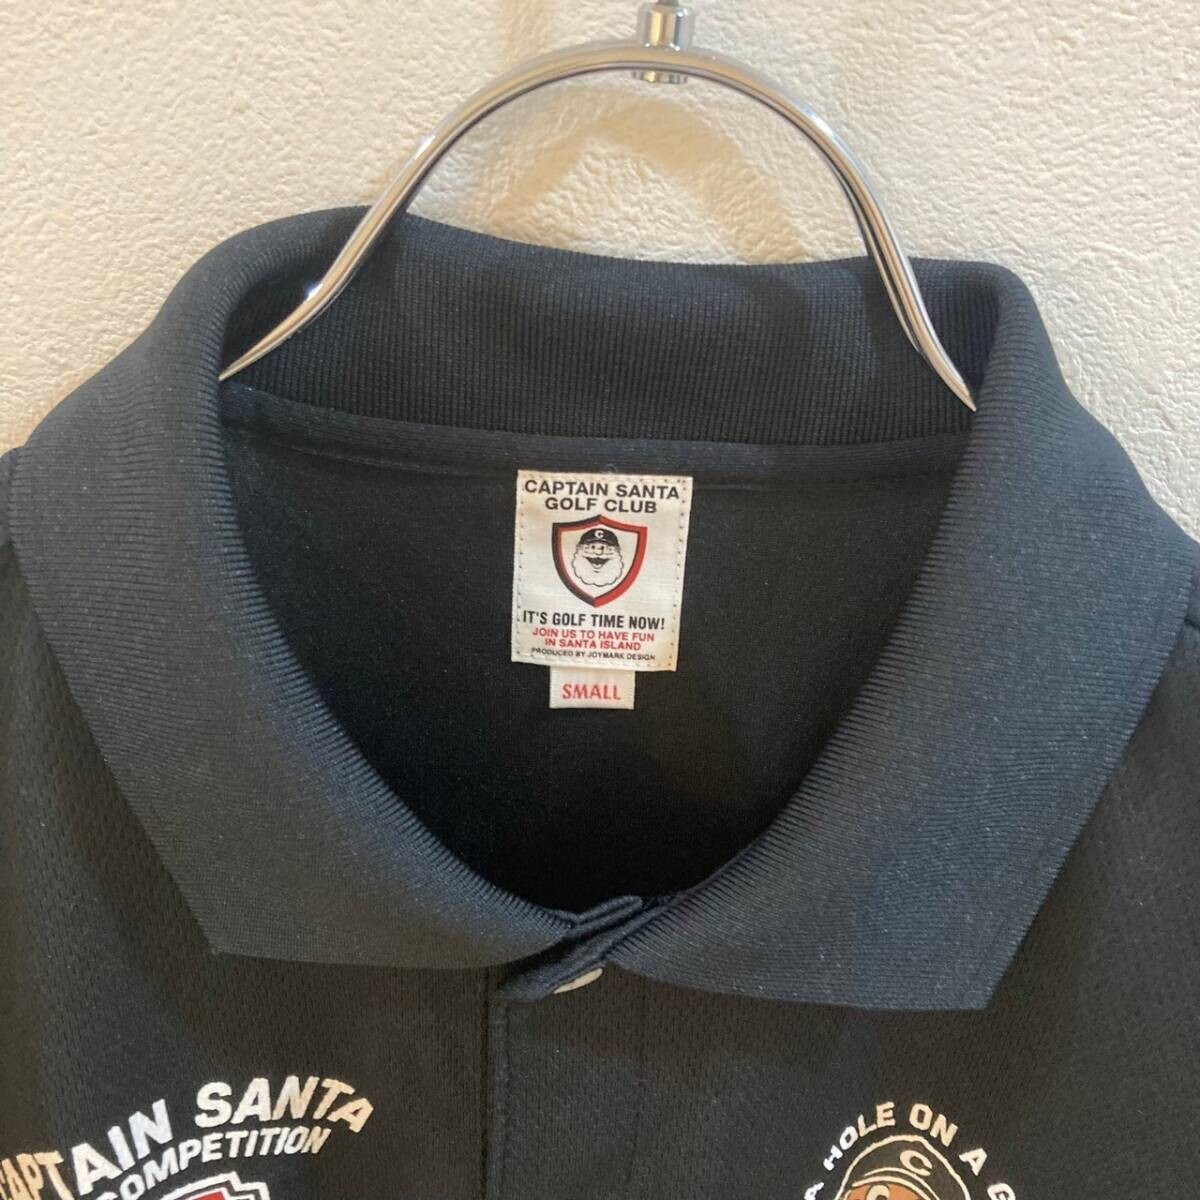 CAPTAIN SANTA
GOLF CLUB
C
IT'S GOLF TIME NOW!
JOIN US TO HAVE FUN
IN SANTA ISLAND
PRODUCED BY JOYMARK DESIGN
SMALL
CAPTAIN SANTA
COMPETITION
A HOLE ON A G
C